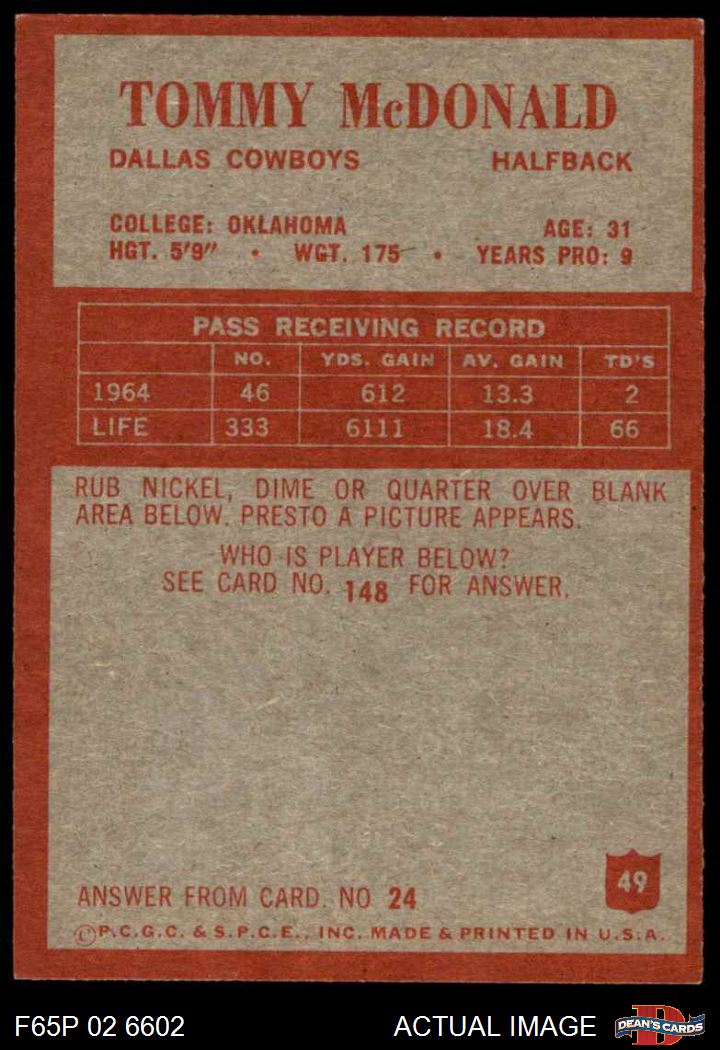 TOMMY McDONALD
DALLAS COWBOYS HALFBACK
COLLEGE: OKLAHOMA AGE: 31
HGT. 5'9" • WGT. 175 • YEARS PRO: 9
PASS RECEIVING RECORD
NO. YDS. GAIN AV. GAIN TD'S
1964 46 612 13.3 2
LIFE 333 6111 18.4 66
RUB NICKEL, DIME OR QUARTER OVER BLANK
AREA BELOW. PRESTO A PICTURE APPEARS.
WHO IS PLAYER BELOW?
SEE CARD NO. 148 FOR ANSWER.
49
ANSWER FROM CARD. NO 24
©P.C.G.C. & S.P.C.E., INC. MADE & PRINTED IN U.S.A.
F65P 02 6602 ACTUAL IMAGE D DEAN'S CARDS